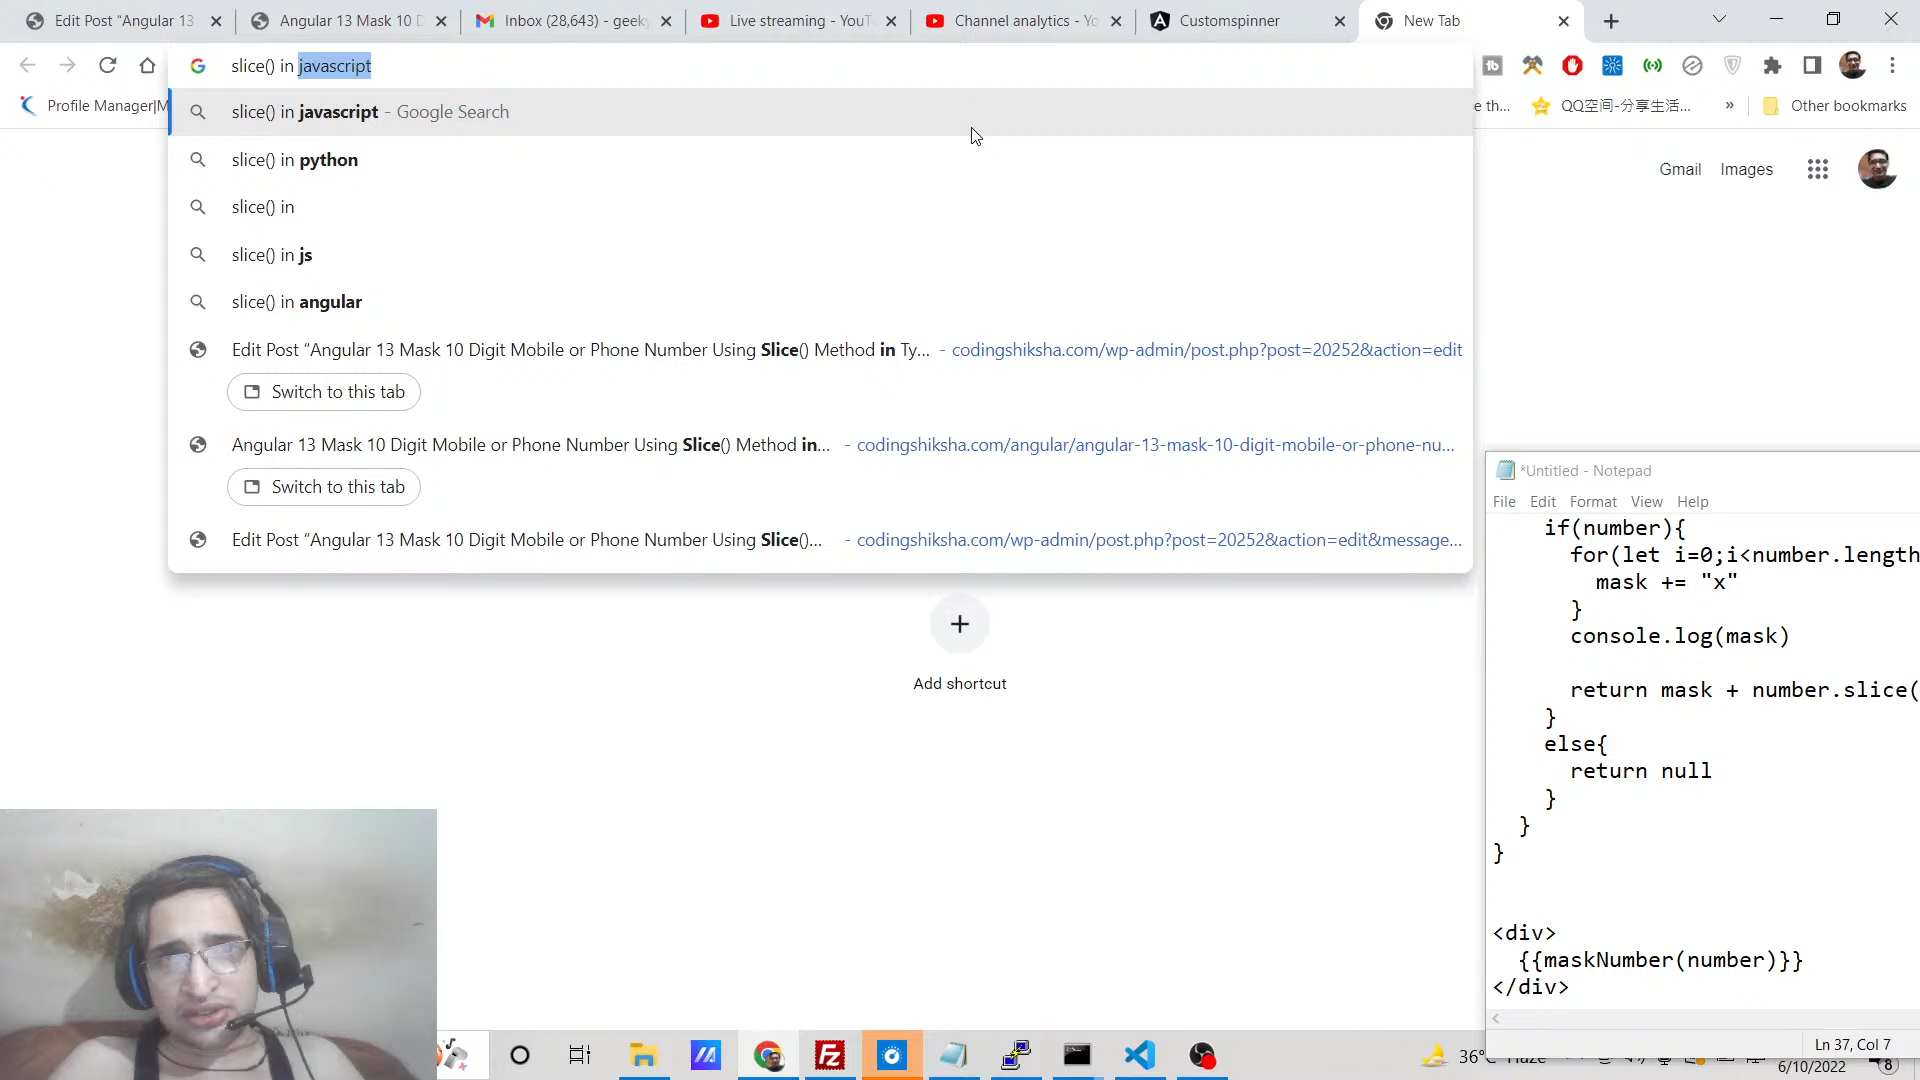 Edit Post “Angular 13
Angular 13 Mask 10 D
Inbox (28,643) - geeky
Live streaming - YouTu
Channel analytics - Yo
Customspinner
New Tab
slice() in javascript
Profile Manager|M
e th...
QQ空间-分享生活...
»
Other bookmarks
slice() in javascript - Google Search
slice() in python
slice() in
slice() in js
slice() in angular
Edit Post “Angular 13 Mask 10 Digit Mobile or Phone Number Using Slice() Method in Ty... - codingshiksha.com/wp-admin/post.php?post=20252&action=edit
Switch to this tab
Angular 13 Mask 10 Digit Mobile or Phone Number Using Slice() Method in... - codingshiksha.com/angular/angular-13-mask-10-digit-mobile-or-phone-nu...
Switch to this tab
Edit Post “Angular 13 Mask 10 Digit Mobile or Phone Number Using Slice()... - codingshiksha.com/wp-admin/post.php?post=20252&action=edit&message...
Gmail Images
Add shortcut
*Untitled - Notepad
File Edit Format View Help
if(number){
for(let i=0;i<number.length
mask += "x"
}
console.log(mask)
return mask + number.slice(
}
else{
return null
}
}
}
<div>
{{maskNumber(number)}}
</div>
Ln 37, Col 7
36°C Haze
6/10/2022
8